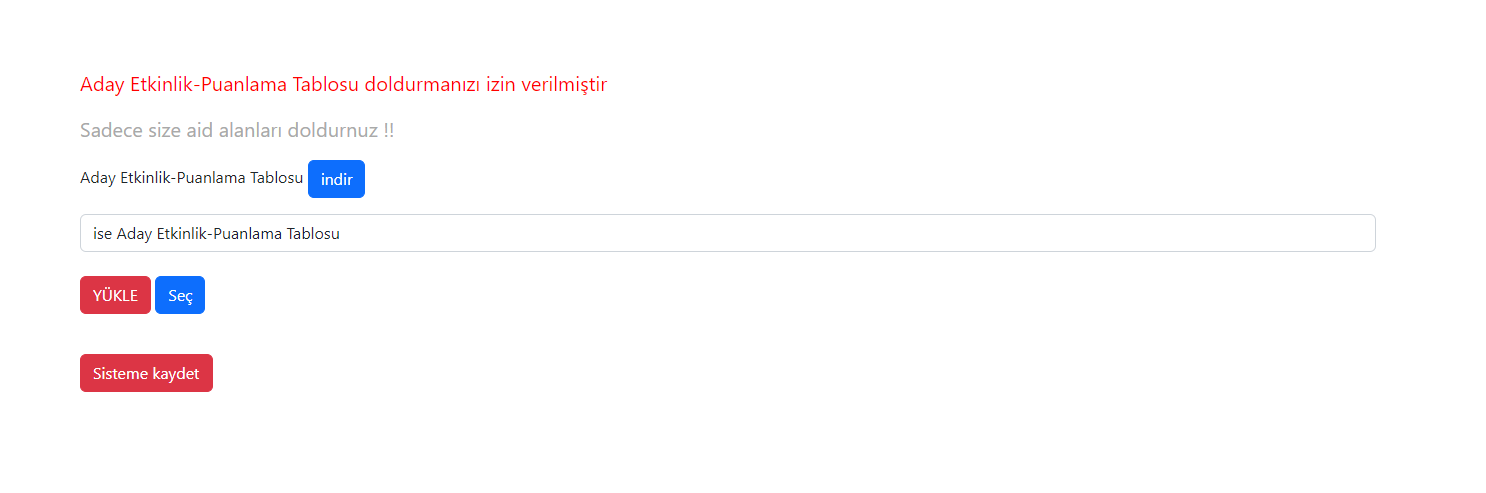 Aday Etkinlik-Puanlama Tablosu doldurmanızı izin verilmiştir
Sadece size aid alanları doldurnuz !!
Aday Etkinlik-Puanlama Tablosu indir
ise Aday Etkinlik-Puanlama Tablosu
YÜKLE Seç
Sisteme kaydet